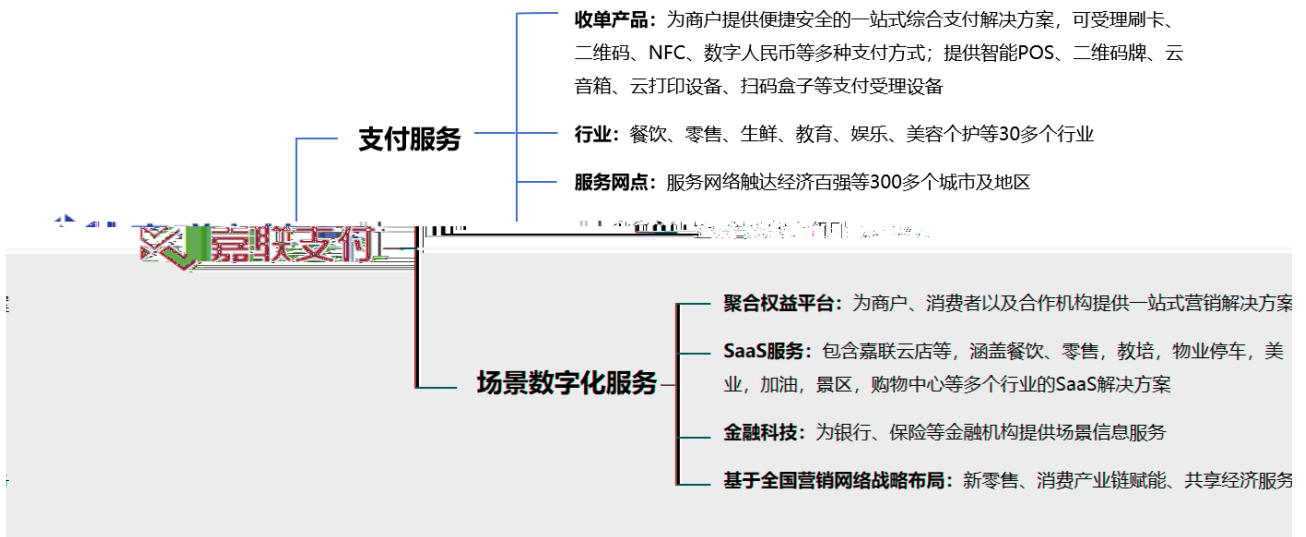 收单产品：为商户提供便捷安全的一站式综合支付解决方案，可受理刷卡、
二维码、NFC、数字人民币等多种支付方式；提供智能POS、二维码牌、云
音箱、云打印设备、扫码盒子等支付受理设备
支付服务
行业：餐饮、零售、生鲜、教育、娱乐、美容个护等30多个行业
服务网点：服务网络触达经济百强等300多个城市及地区
嘉联支付
聚合权益平台：为商户、消费者以及合作机构提供一站式营销解决方案
SaaS服务：包含嘉联云店等，涵盖餐饮、零售，教培，物业停车，美
业，加油，景区，购物中心等多个行业的SaaS解决方案
场景数字化服务
金融科技：为银行、保险等金融机构提供场景信息服务
基于全国营销网络战略布局：新零售、消费产业链赋能、共享经济服务